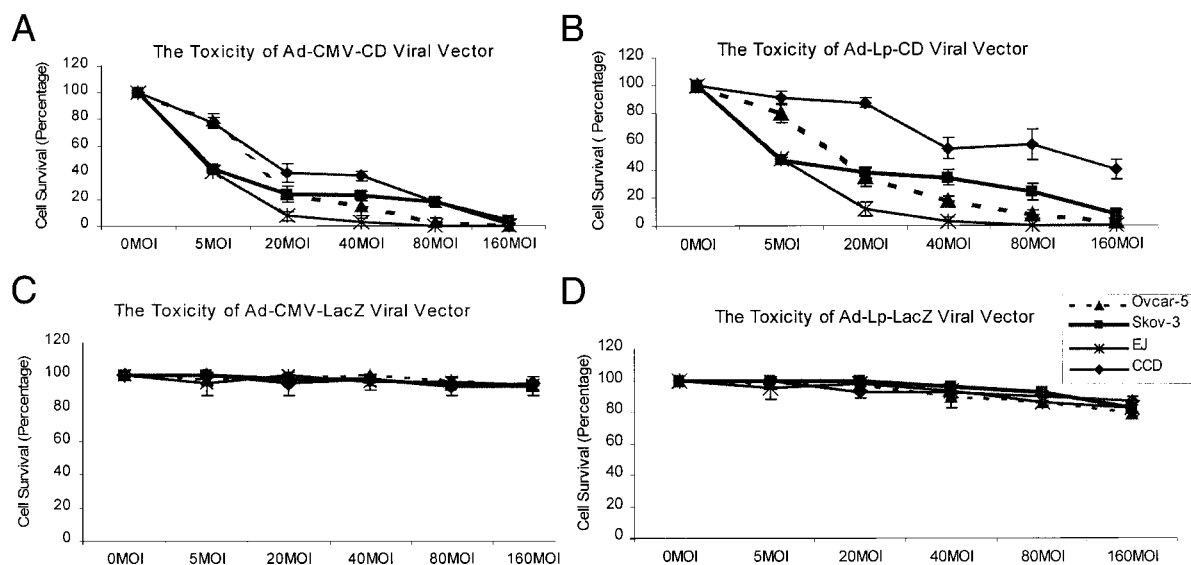 A
The Toxicity of Ad-CMV-CD Viral Vector
Cell Survival (Percentage)
120
100
80
60
40
20
0
0MOI 5MOI 20MOI 40MOI 80MOI 160MOI
B
The Toxicity of Ad-Lp-CD Viral Vector
Cell Survival ( Percentage)
120
100
80
60
40
20
0
0MOI 5MOI 20MOI 40MOI 80MOI 160MOI
C
The Toxicity of Ad-CMV-LacZ Viral Vector
Cell Survival (Percentage)
120
100
80
60
40
20
0
0MOI 5MOI 20MOI 40MOI 80MOI 160MOI
D
The Toxicity of Ad-Lp-LacZ Viral Vector
Cell Survival (Percentage)
120
100
80
60
40
20
0
0MOI 5MOI 20MOI 40MOI 80MOI 160MOI
Ovcar-5
Skov-3
EJ
CCD